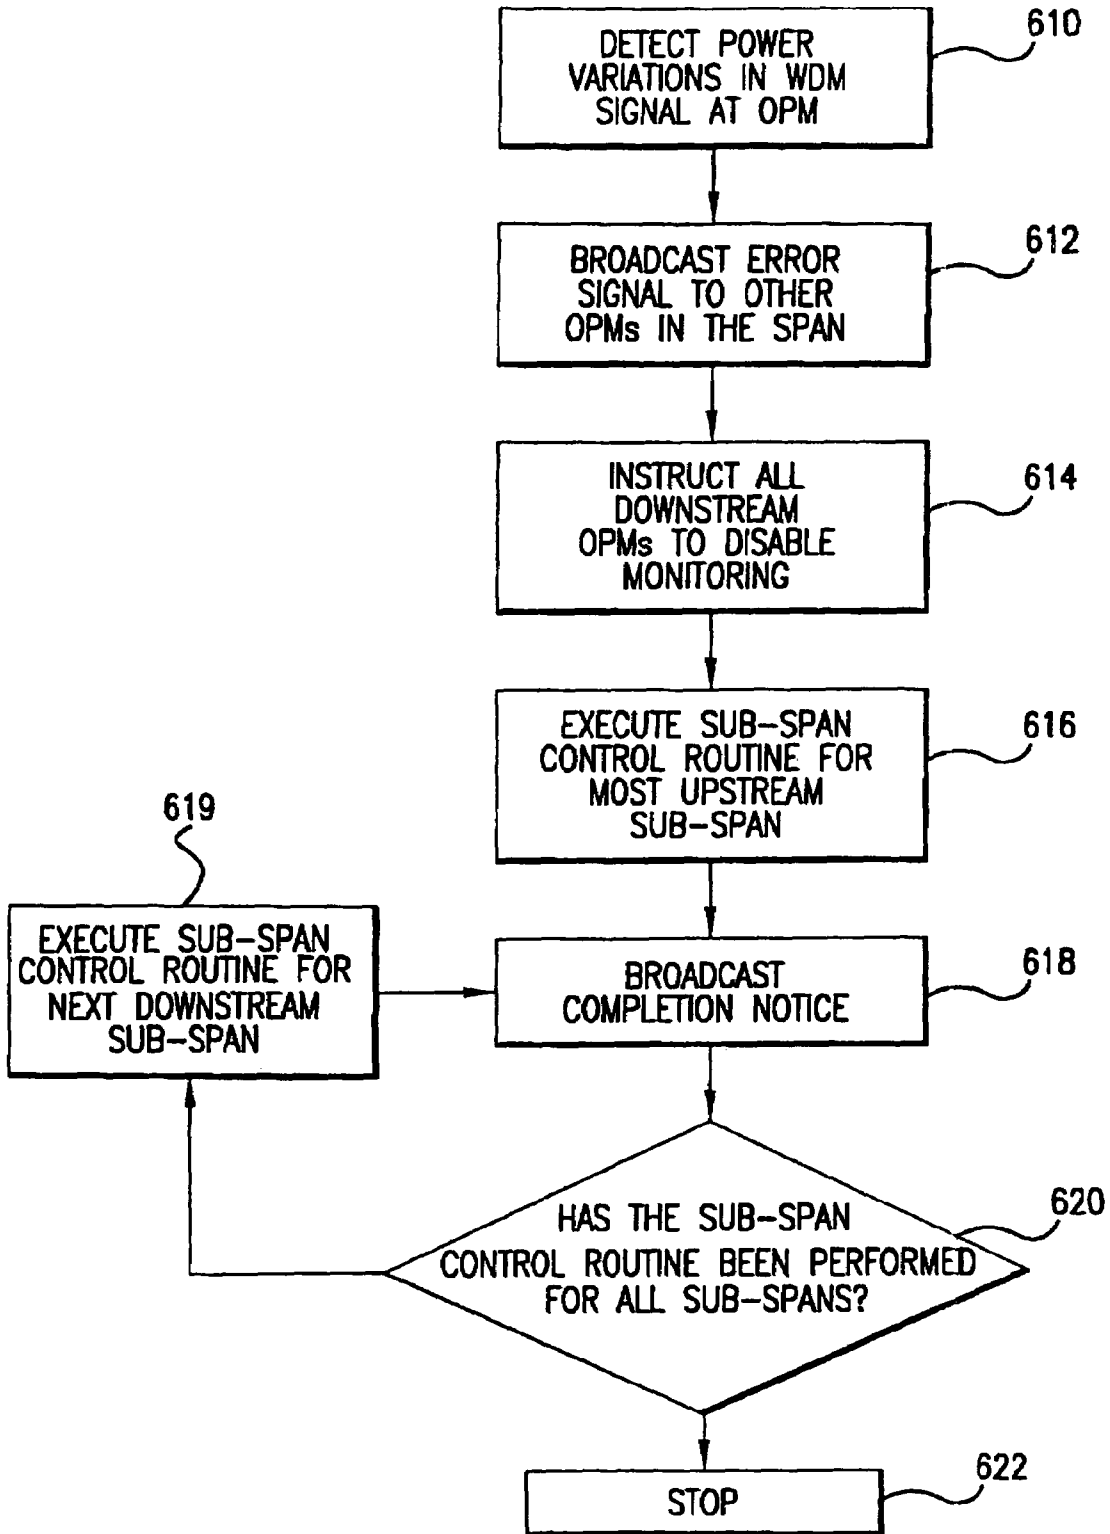 DETECT POWER
VARIATIONS IN WDM
SIGNAL AT OPM
610
BROADCAST ERROR
SIGNAL TO OTHER
OPMs IN THE SPAN
612
INSTRUCT ALL
DOWNSTREAM
OPMs TO DISABLE
MONITORING
614
EXECUTE SUB-SPAN
CONTROL ROUTINE FOR
MOST UPSTREAM
SUB-SPAN
616
619
EXECUTE SUB-SPAN
CONTROL ROUTINE FOR
NEXT DOWNSTREAM
SUB-SPAN
BROADCAST
COMPLETION NOTICE
618
HAS THE SUB-SPAN
CONTROL ROUTINE BEEN PERFORMED
FOR ALL SUB-SPANS?
620
STOP
622